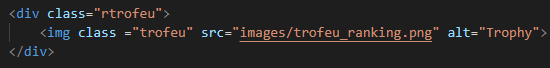 <div class="rtrofeu">
    <img class ="trofeu" src="images/trofeu_ranking.png" alt="Trophy">
</div>